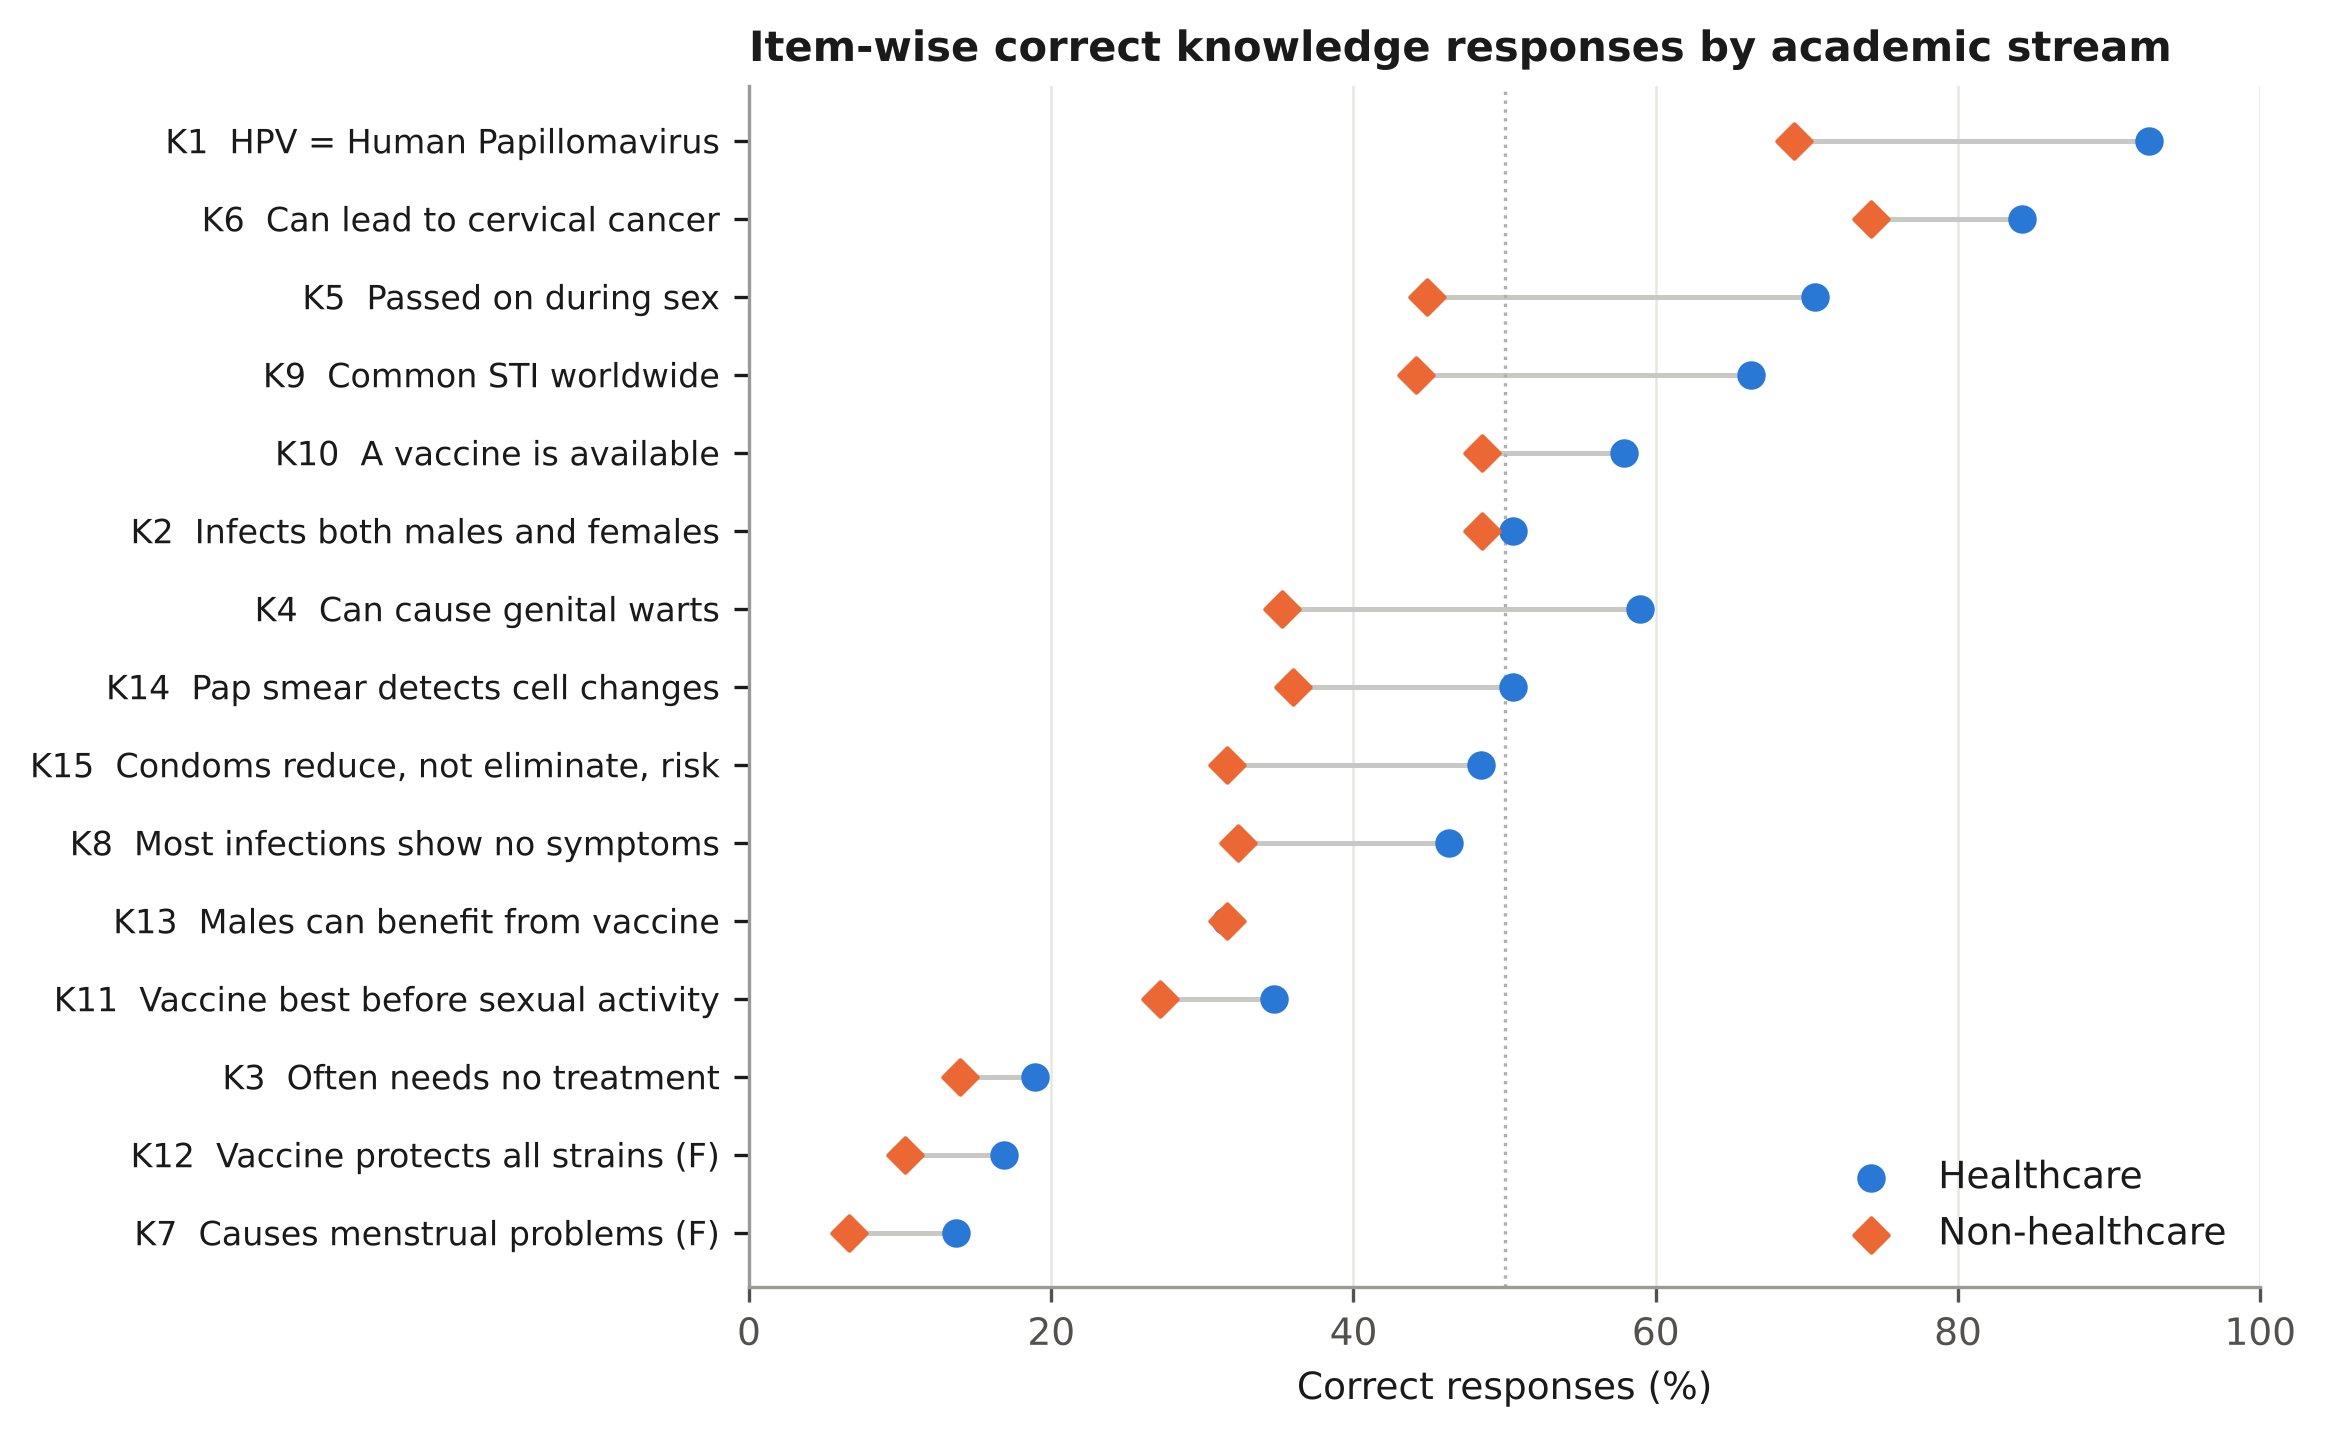 Item-wise correct knowledge responses by academic stream
K1 HPV = Human Papillomavirus
K6 Can lead to cervical cancer
K5 Passed on during sex
K9 Common STI worldwide
K10 A vaccine is available
K2 Infects both males and females
K4 Can cause genital warts
K14 Pap smear detects cell changes
K15 Condoms reduce, not eliminate, risk
K8 Most infections show no symptoms
K13 Males can benefit from vaccine
K11 Vaccine best before sexual activity
K3 Often needs no treatment
K12 Vaccine protects all strains (F)
K7 Causes menstrual problems (F)
Healthcare
Non-healthcare
0 20 40 60 80 100
Correct responses (%)